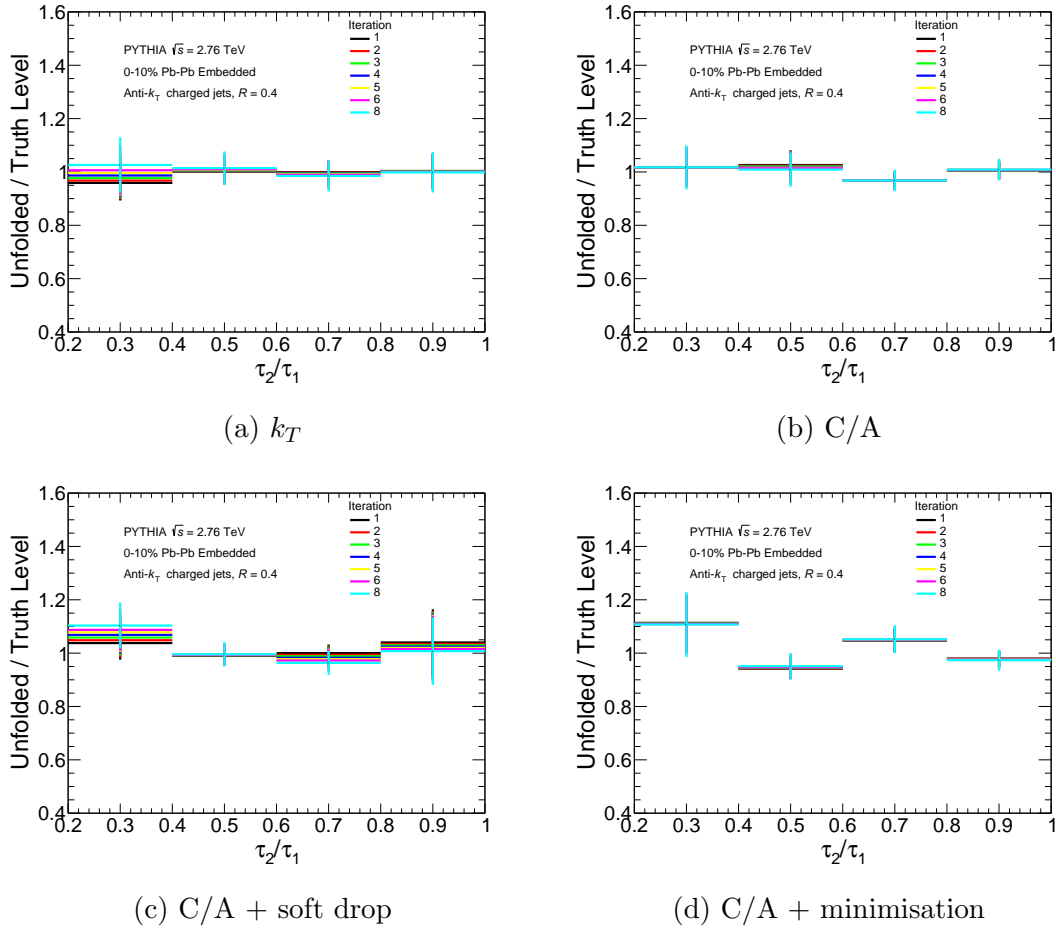 Unfolded / Truth Level
1.6
1.4
1.2
1
0.8
0.6
0.4
PYTHIA √s = 2.76 TeV
0-10% Pb-Pb Embedded
Anti-kT charged jets, R = 0.4
Iteration
1
2
3
4
5
6
8
0.2 0.3 0.4 0.5 0.6 0.7 0.8 0.9 1
τ2/τ1
(a) kT
Unfolded / Truth Level
1.6
1.4
1.2
1
0.8
0.6
0.4
PYTHIA √s = 2.76 TeV
0-10% Pb-Pb Embedded
Anti-kT charged jets, R = 0.4
Iteration
1
2
3
4
5
6
8
0.2 0.3 0.4 0.5 0.6 0.7 0.8 0.9 1
τ2/τ1
(b) C/A
Unfolded / Truth Level
1.6
1.4
1.2
1
0.8
0.6
0.4
PYTHIA √s = 2.76 TeV
0-10% Pb-Pb Embedded
Anti-kT charged jets, R = 0.4
Iteration
1
2
3
4
5
6
8
0.2 0.3 0.4 0.5 0.6 0.7 0.8 0.9 1
τ2/τ1
(c) C/A + soft drop
Unfolded / Truth Level
1.6
1.4
1.2
1
0.8
0.6
0.4
PYTHIA √s = 2.76 TeV
0-10% Pb-Pb Embedded
Anti-kT charged jets, R = 0.4
Iteration
1
2
3
4
5
6
8
0.2 0.3 0.4 0.5 0.6 0.7 0.8 0.9 1
τ2/τ1
(d) C/A + minimisation